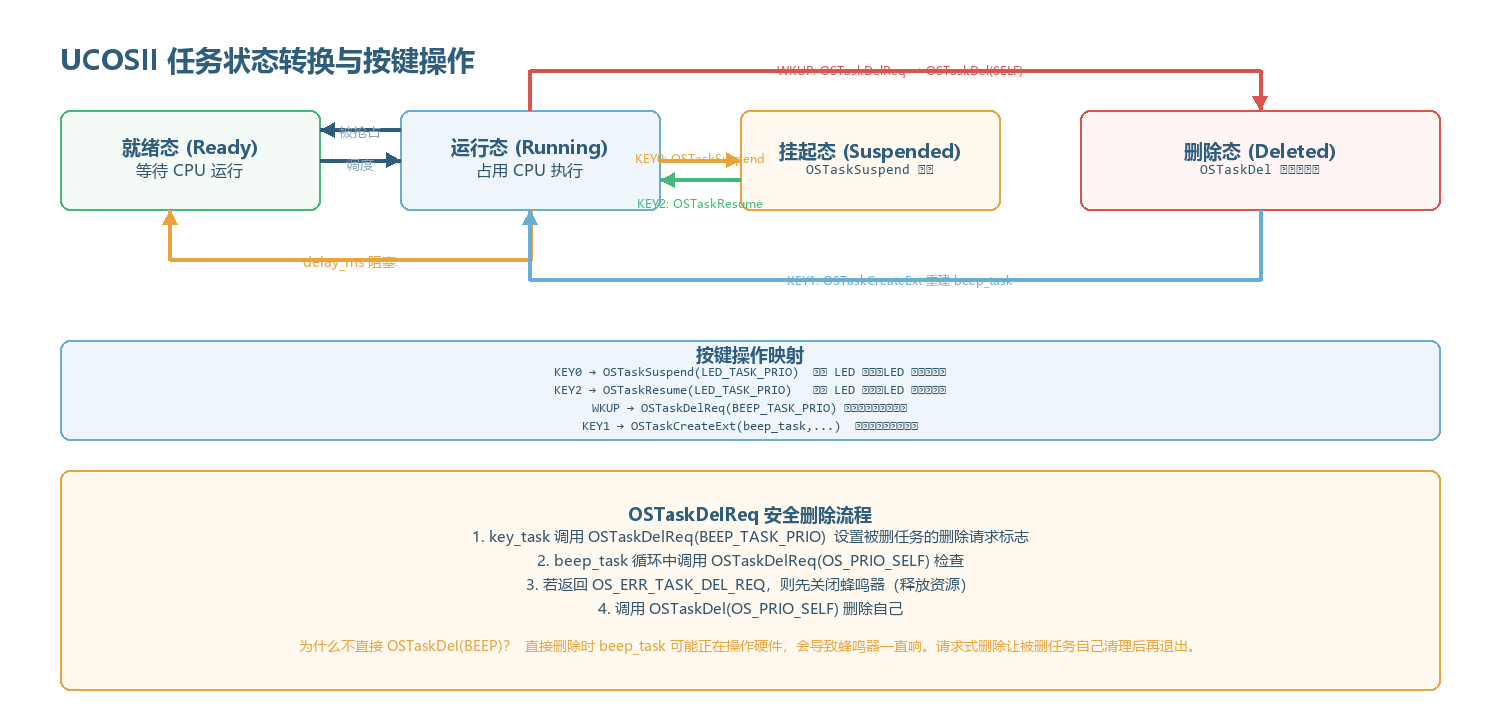 UCOSII 任务状态转换与按键操作
WKUP: OSTaskDelReq → OSTaskDel(SELF)
就绪态 (Ready)
等待 CPU 运行
被抢占
调度
运行态 (Running)
占用 CPU 执行
KEY0: OSTaskSuspend
KEY2: OSTaskResume
挂起态 (Suspended)
OSTaskSuspend
删除态 (Deleted)
OSTaskDel
delay_ms 阻塞
KEY1: OSTaskCreateExt 重建 beep_task
按键操作映射
KEY0 → OSTaskSuspend(LED_TASK_PRIO) LED LED
KEY2 → OSTaskResume(LED_TASK_PRIO) LED LED
WKUP → OSTaskDelReq(BEEP_TASK_PRIO)
KEY1 → OSTaskCreateExt(beep_task,...)
OSTaskDelReq 安全删除流程
1. key_task 调用 OSTaskDelReq(BEEP_TASK_PRIO) 设置被删任务的删除请求标志
2. beep_task 循环中调用 OSTaskDelReq(OS_PRIO_SELF) 检查
3. 若返回 OS_ERR_TASK_DEL_REQ，则先关闭蜂鸣器（释放资源）
4. 调用 OSTaskDel(OS_PRIO_SELF) 删除自己
为什么不直接 OSTaskDel(BEEP)？ 直接删除时 beep_task 可能正在操作硬件，会导致蜂鸣器一直响。请求式删除让被删任务自己清理后再退出。